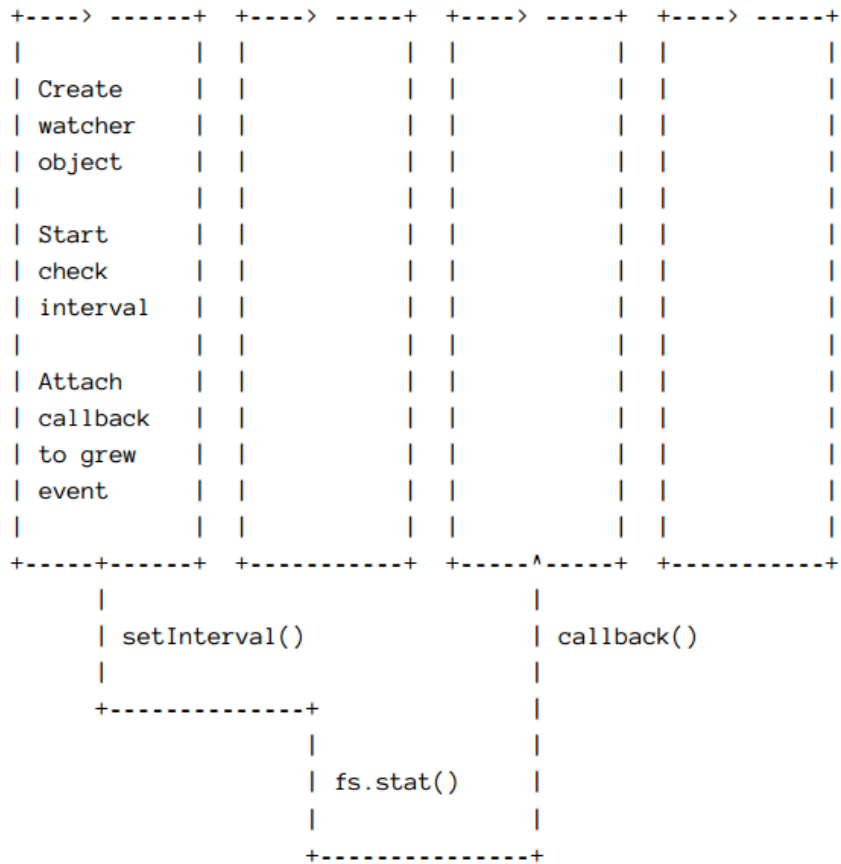 Create
watcher
object
Start
check
interval
Attach
callback
to grew
event
setInterval()
callback()
fs.stat()